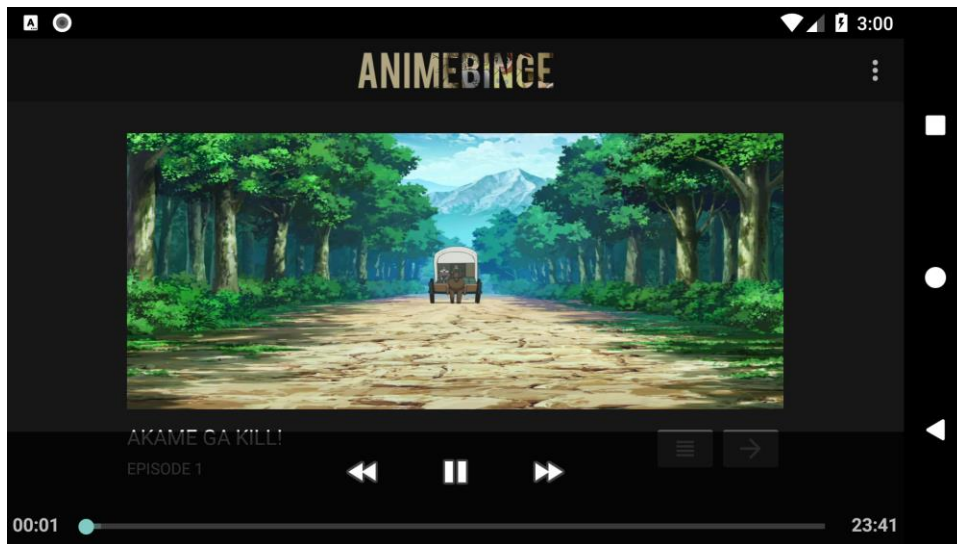 3:00
ANIMEBINGE
AKAME GA KILL!
EPISODE 1
00:01 23:41